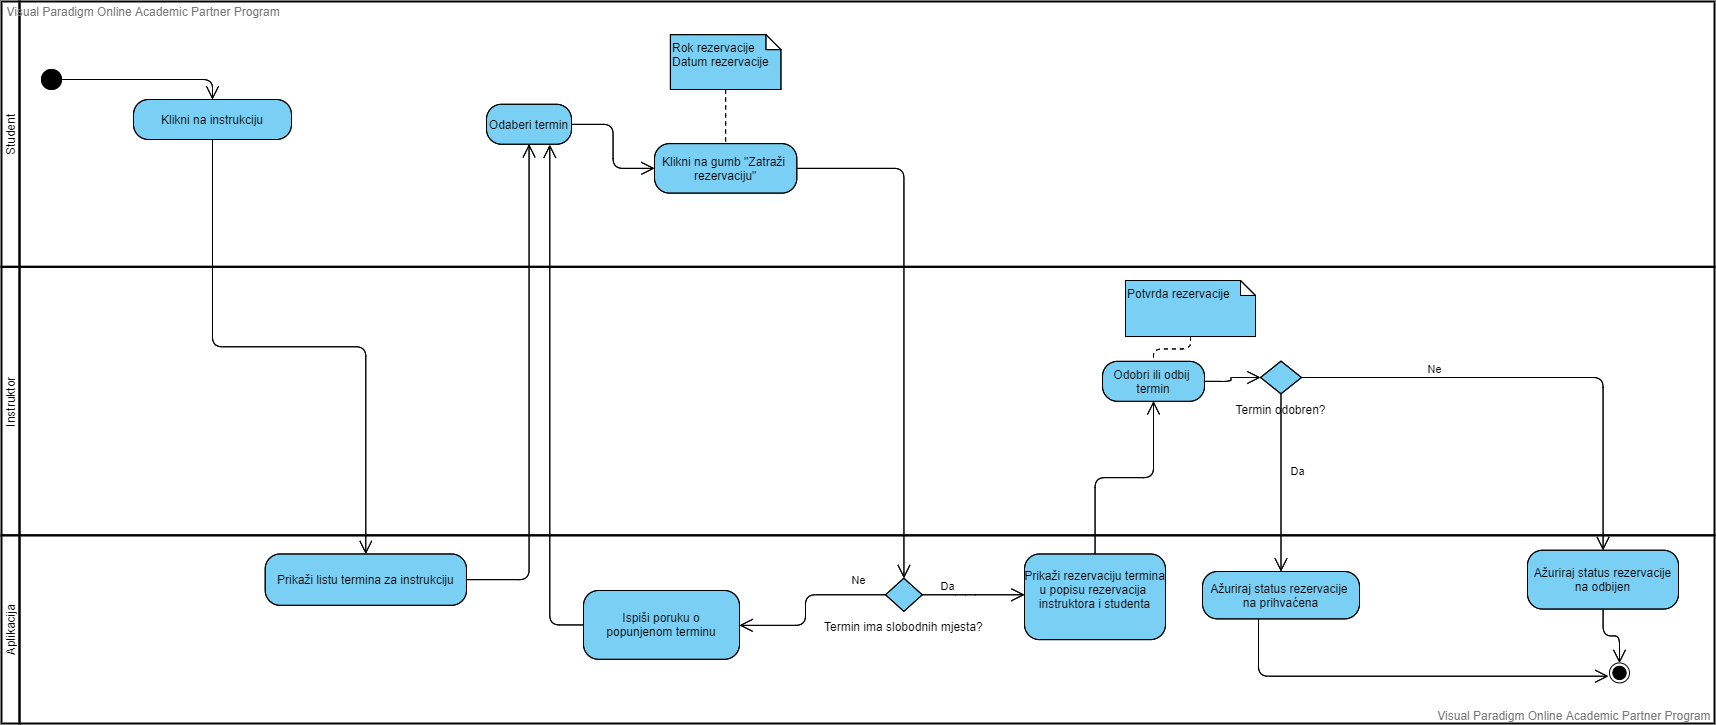 Visual Paradigm Online Academic Partner Program
Student
Klikni na instrukciju
Odaberi termin
Rok rezervacije
Datum rezervacije
Klikni na gumb "Zatraži
rezervaciju"
Instruktor
Potvrda rezervacije
Odobri ili odbij
termin
Termin odobren?
Ne
Da
Aplikacija
Prikaži listu termina za instrukciju
Ispiši poruku o
popunjenom terminu
Ne
Da
Termin ima slobodnih mjesta?
Prikaži rezervaciju termina
u popisu rezervacija
instruktora i studenta
Ažuriraj status rezervacije
na prihvaćena
Ažuriraj status rezervacije
na odbijen
Visual Paradigm Online Academic Partner Program